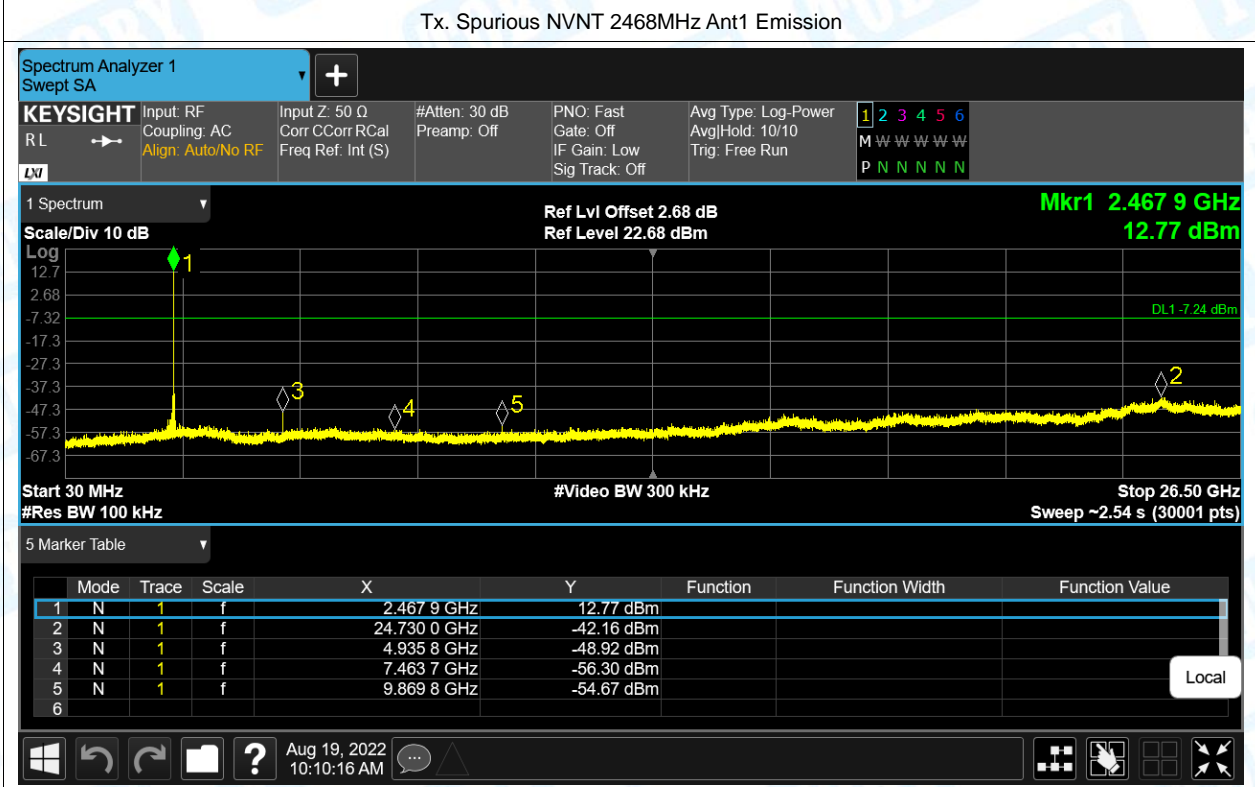 Tx. Spurious NVNT 2468MHz Ant1 Emission
Spectrum Analyzer 1
Swept SA
KEYSIGHT
R L
LXI
Input: RF
Coupling: AC
Align: Auto/No RF
Input Z: 50 Ω
Corr CCorr RCal
Freq Ref: Int (S)
#Atten: 30 dB
Preamp: Off
PNO: Fast
Gate: Off
IF Gain: Low
Sig Track: Off
Avg Type: Log-Power
Avg|Hold: 10/10
Trig: Free Run
1 2 3 4 5 6
M W W W W W
P N N N N N
1 Spectrum
Scale/Div 10 dB
Ref Lvl Offset 2.68 dB
Ref Level 22.68 dBm
Mkr1 2.467 9 GHz
12.77 dBm
Log
12.7
2.68
-7.32
-17.3
-27.3
-37.3
-47.3
-57.3
-67.3
1
DL1 -7.24 dBm
2
3
4
5
Start 30 MHz
#Video BW 300 kHz
Stop 26.50 GHz
#Res BW 100 kHz
Sweep ~2.54 s (30001 pts)
5 Marker Table
Mode Trace Scale X Y Function Function Width Function Value
1 N 1 f 2.467 9 GHz 12.77 dBm
2 N 1 f 24.730 0 GHz -42.16 dBm
3 N 1 f 4.935 8 GHz -48.92 dBm
4 N 1 f 7.463 7 GHz -56.30 dBm
5 N 1 f 9.869 8 GHz -54.67 dBm
6
Local
?
Aug 19, 2022
10:10:16 AM